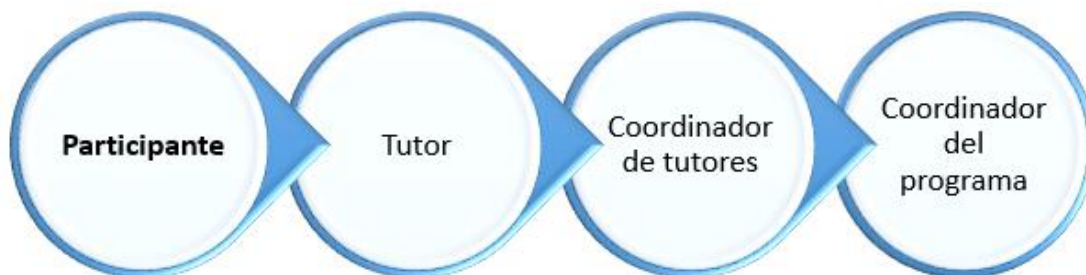 Participante
Tutor
Coordinador
de tutores
Coordinador
del
programa